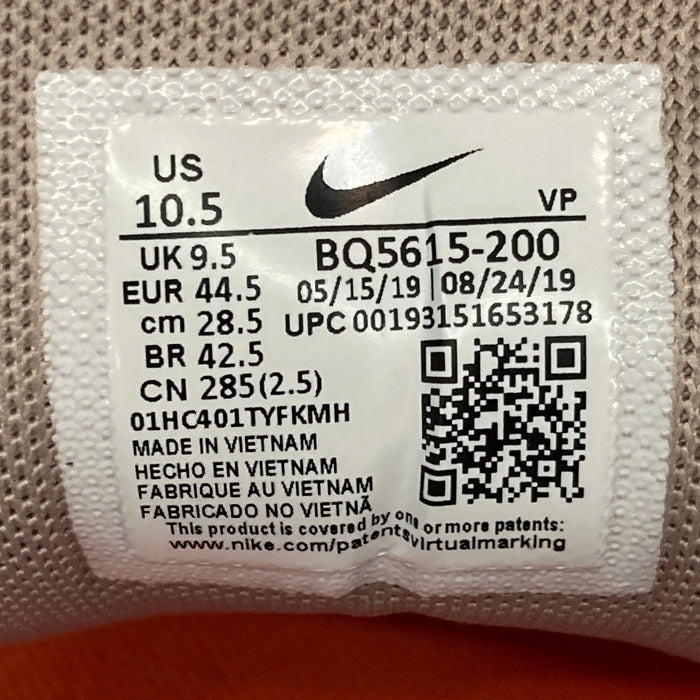 US
10.5
VP
UK 9.5
BQ5615-200
EUR 44.5
05/15/19 | 08/24/19
cm 28.5
UPC 00193151653178
BR 42.5
CN 285(2.5)
01HC401TYFKMH
MADE IN VIETNAM
HECHO EN VIETNAM
FABRIQUE AU VIETNAM
FABRICADO NO VIETNÃ
This product is covered by one or more patents:
www.nike.com/patentsvirtualmarking